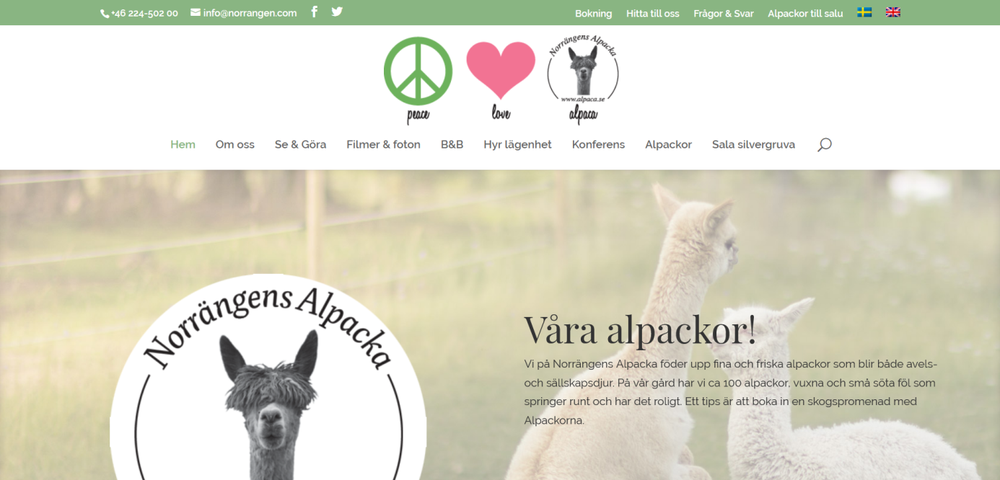 +46 224-502 00 info@norrangen.com Bokning Hitta till oss Frågor & Svar Alpackor till salu
Norrängens Alpacka
www.alpaca.se
peace love alpaca
Hem Om oss Se & Göra Filmer & foton B&B Hyr lägenhet Konferens Alpackor Sala silvergruva
Norrängens Alpacka
Våra alpackor!
Vi på Norrängens Alpacka föder upp fina och friska alpackor som blir både avels-
och sällskapsdjur. På vår gård har vi ca 100 alpackor, vuxna och små söta föl som
springer runt och har det roligt. Ett tips är att boka in en skogspromenad med
Alpackorna.